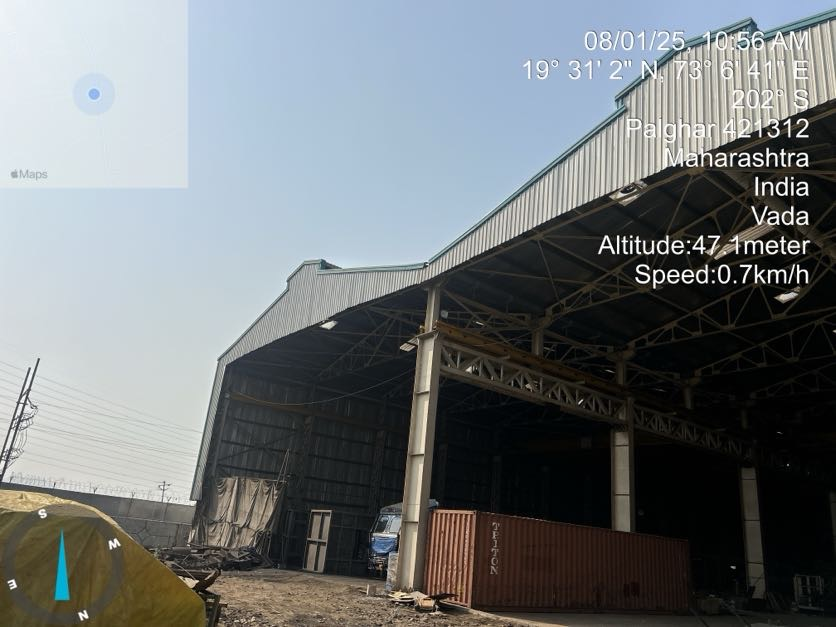 08/01/25, 10:56 AM
19° 31' 2" N, 73° 6' 41" E
202° S
Palghar 421312
Maharashtra
India
Vada
Altitude:47.1meter
Speed:0.7km/h
Maps
TRITON
S
W
E
N